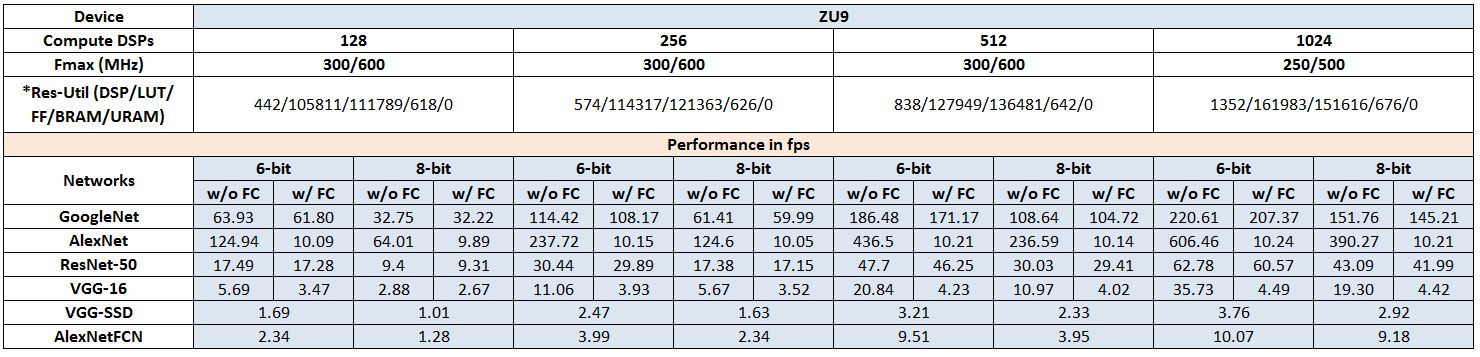 Device ZU9
Compute DSPs 128 256 512 1024
Fmax (MHz) 300/600 300/600 300/600 250/500
*Res-Util (DSP/LUT/
FF/BRAM/URAM) 442/105811/111789/618/0 574/114317/121363/626/0 838/127949/136481/642/0 1352/161983/151616/676/0
Performance in fps
Networks 6-bit 8-bit 6-bit 8-bit 6-bit 8-bit 6-bit 8-bit
w/o FC w/ FC w/o FC w/ FC w/o FC w/ FC w/o FC w/ FC w/o FC w/ FC w/o FC w/ FC w/o FC w/ FC w/o FC w/ FC
GoogleNet 63.93 61.80 32.75 32.22 114.42 108.17 61.41 59.99 186.48 171.17 108.64 104.72 220.61 207.37 151.76 145.21
AlexNet 124.94 10.09 64.01 9.89 237.72 10.15 124.6 10.05 436.5 10.21 236.59 10.14 606.46 10.24 390.27 10.21
ResNet-50 17.49 17.28 9.4 9.31 30.44 29.89 17.38 17.15 47.7 46.25 30.03 29.41 62.78 60.57 43.09 41.99
VGG-16 5.69 3.47 2.88 2.67 11.06 3.93 5.67 3.52 20.84 4.23 10.97 4.02 35.73 4.49 19.30 4.42
VGG-SSD 1.69 1.01 2.47 1.63 3.21 2.33 3.76 2.92
AlexNetFCN 2.34 1.28 3.99 2.34 9.51 3.95 10.07 9.18